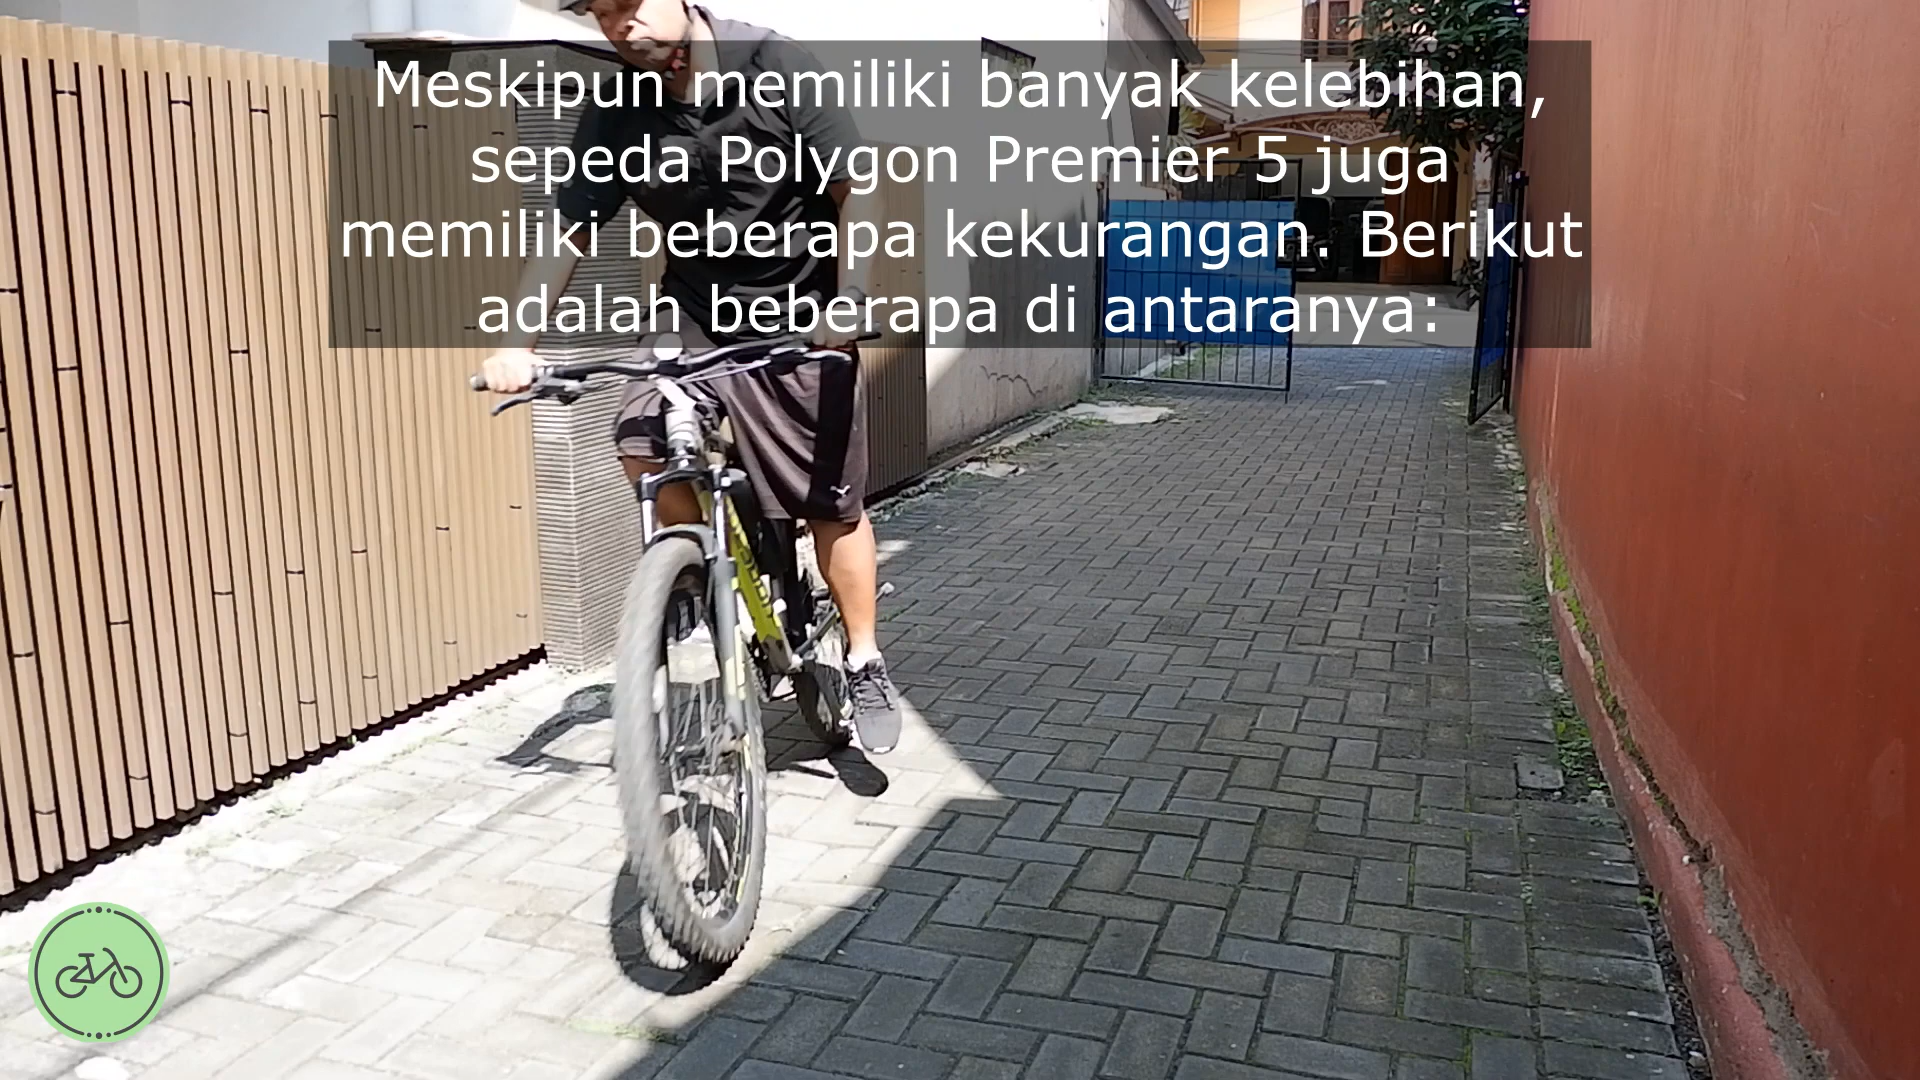 Meskipun memiliki banyak kelebihan,
sepeda Polygon Premier 5 juga
memiliki beberapa kekurangan. Berikut
adalah beberapa di antaranya: